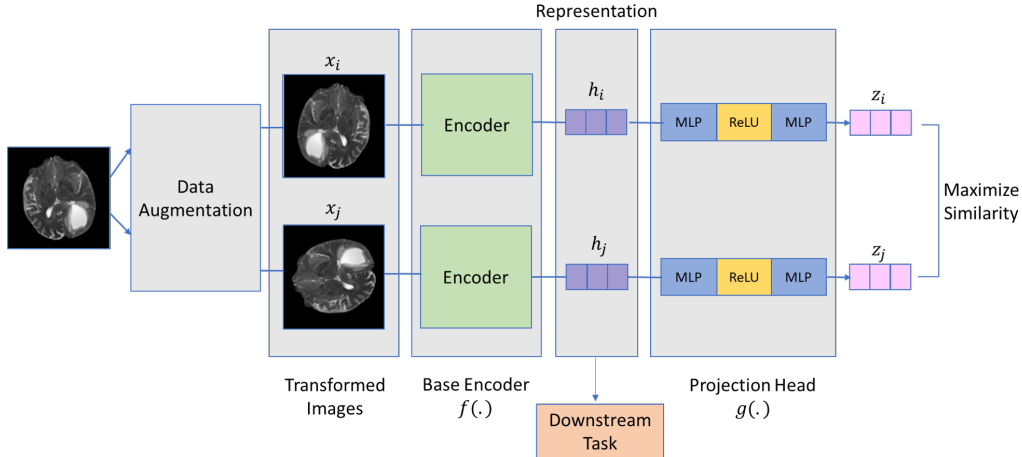 Representation
x_i
h_i
z_i
Encoder
MLP
ReLU
MLP
Data
Augmentation
Maximize
Similarity
x_j
h_j
z_j
Encoder
MLP
ReLU
MLP
Transformed
Images
Base Encoder
f(.)
Projection Head
g(.)
Downstream
Task